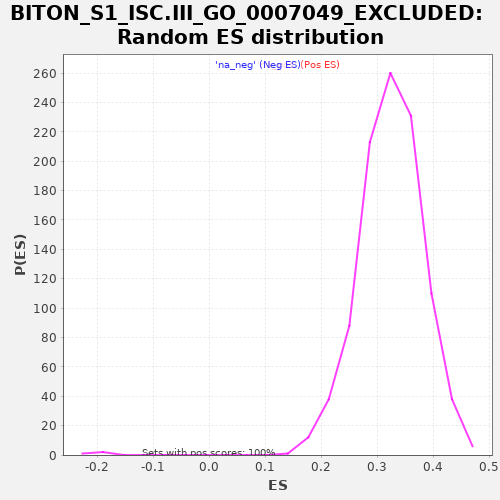 BITON_S1_ISC.III_GO_0007049_EXCLUDED:
Random ES distribution
'na_neg' (Neg ES)(Pos ES)
260
240
220
200
180
160
140
120
100
80
60
40
20
0
P(ES)
Sets with pos scores: 100%
-0.2 -0.1 0.0 0.1 0.2 0.3 0.4 0.5
ES